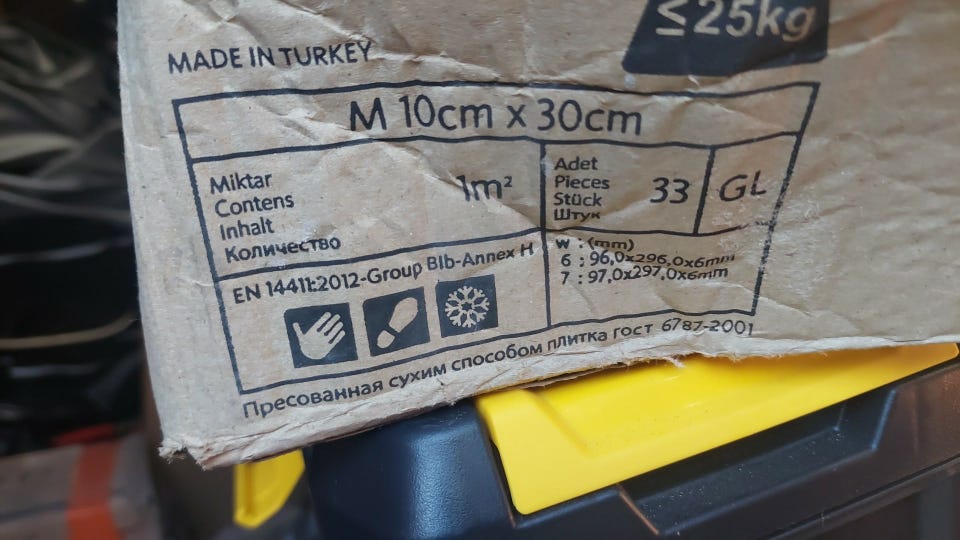 ≤25kg
MADE IN TURKEY
M 10cm x 30cm
Miktar
Contens
Inhalt
Количество
1m²
Adet
Pieces
Stück
Штук
33
GL
EN 14411:2012-Group BIb-Annex H
w : (mm)
6 : 96,0x296,0x6mm
7 : 97,0x297,0x6mm
Пресованная сухим способом плитка гост 6787-2001